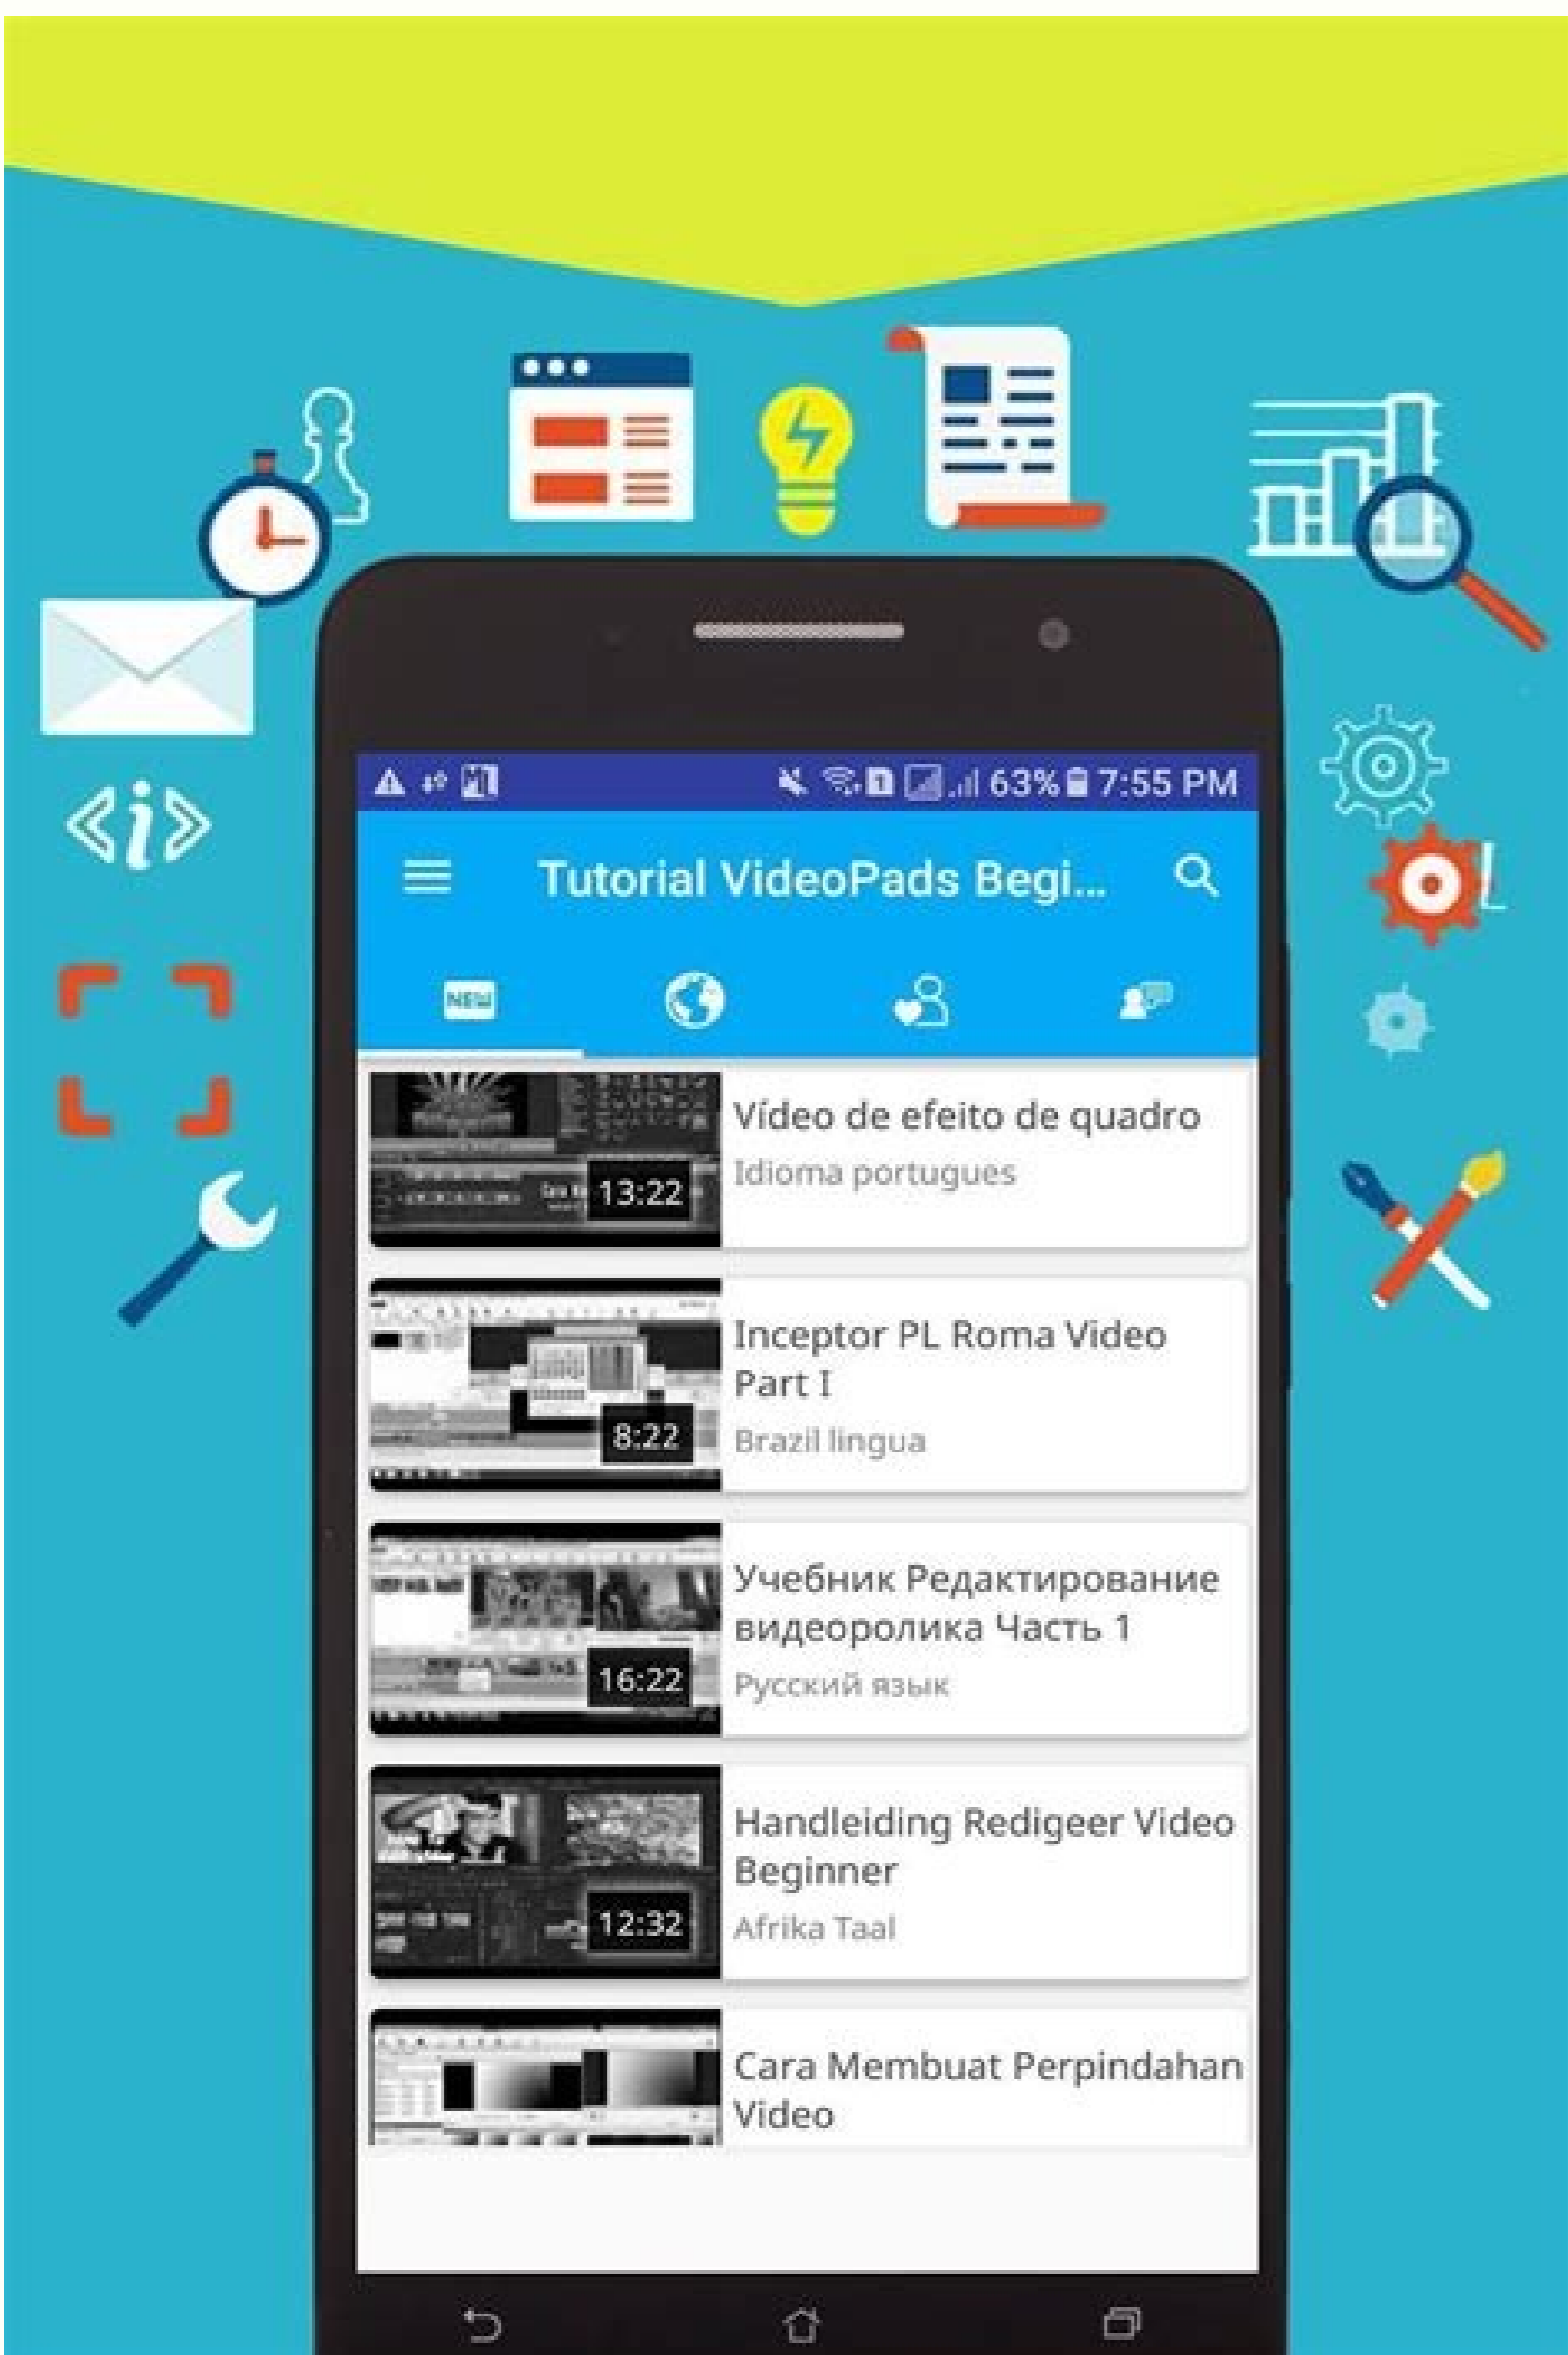 63% 7:55 PM
Tutorial VideoPads Begi...
NEW
Vídeo de efeito de quadro
Idioma portugues
13:22
Inceptor PL Roma Video
Part I
Brazil lingua
8:22
Учебник Редактирование
видеоролика Часть 1
Русский язык
16:22
Handleiding Redigeer Video
Beginner
Afrika Taal
12:32
Cara Membuat Perpindahan
Video